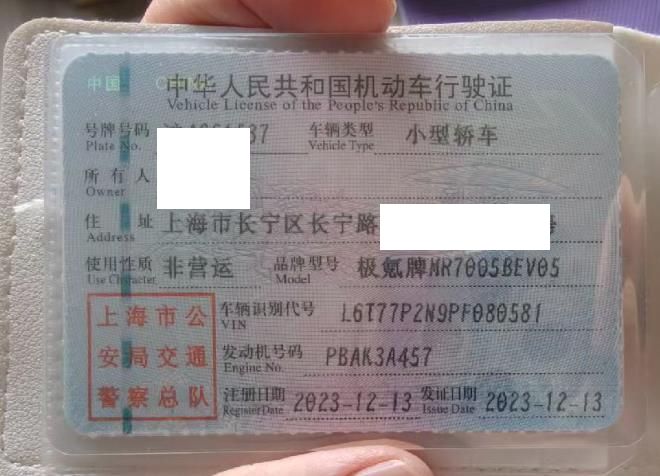 中国 CHINA
中华人民共和国机动车行驶证
Vehicle License of the People's Republic of China
号牌号码 587 车辆类型 小型轿车
Plate No. Vehicle Type
所有人
Owner
住址 上海市长宁区长宁路
Address
使用性质 非营运 品牌型号 极氪牌MR7005BEV05
Use Character Model
车辆识别代号 L6T77P2N9PF080581
VIN
发动机号码 PBAK3A457
Engine No.
注册日期 2023-12-13 发证日期 2023-12-13
Register Date Issue Date
上海市公
安局交通
警察总队